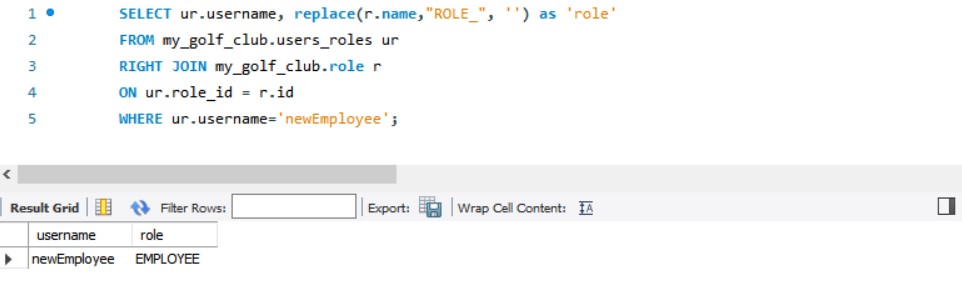 1 SELECT ur.username, replace(r.name,"ROLE_", '') as 'role'
2 FROM my_golf_club.users_roles ur
3 RIGHT JOIN my_golf_club.role r
4 ON ur.role_id = r.id
5 WHERE ur.username='newEmployee';
Result Grid Filter Rows: Export: Wrap Cell Content:
username role
newEmployee EMPLOYEE